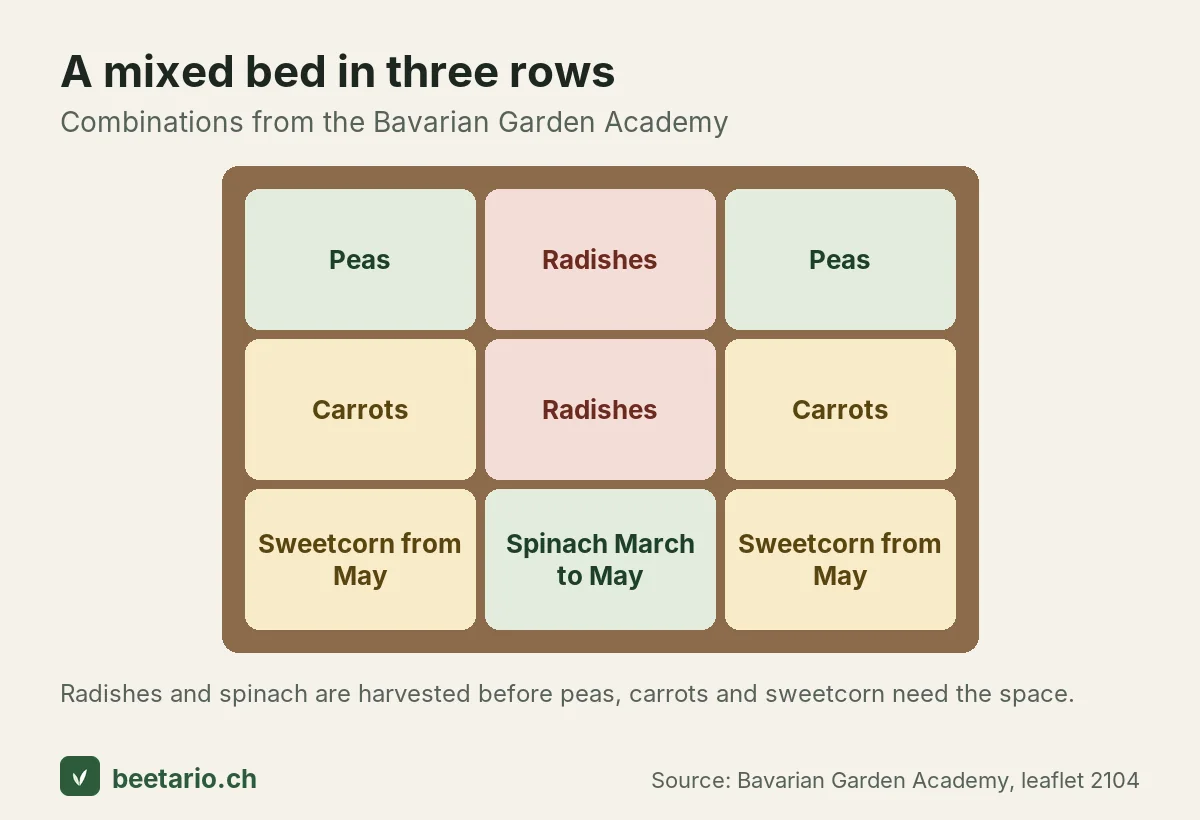 A mixed bed in three rows
Combinations from the Bavarian Garden Academy
Peas
Radishes
Peas
Carrots
Radishes
Carrots
Sweetcorn from
May
Spinach March
to May
Sweetcorn from
May
Radishes and spinach are harvested before peas, carrots and sweetcorn need the space.
beetario.ch
Source: Bavarian Garden Academy, leaflet 2104